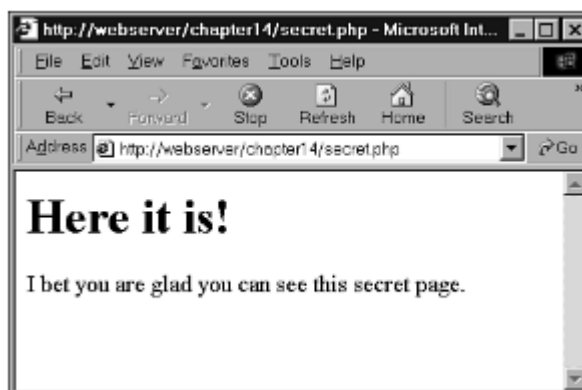 http://webserver/chapter14/secret.php - Microsoft Int...
File Edit View Favorites Tools Help
Back Forward Stop Refresh Home Search »
Address http://webserver/chapter14/secret.php Go
Here it is!
I bet you are glad you can see this secret page.